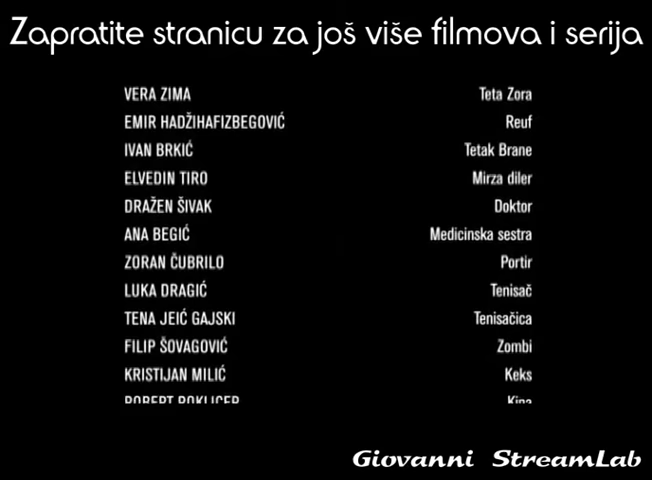 Zapratite stranicu za još više filmova i serija
VERA ZIMA Teta Zora
EMIR HADŽIHAFIZBEGOVIĆ Reuf
IVAN BRKIĆ Tetak Brane
ELVEDIN TIRO Mirza diler
DRAŽEN ŠIVAK Doktor
ANA BEGIĆ Medicinska sestra
ZORAN ČUBRILO Portir
LUKA DRAGIĆ Tenisač
TENA JEIĆ GAJSKI Tenisačica
FILIP ŠOVAGOVIĆ Zombi
KRISTIJAN MILIĆ Keks
ROBERT
Giovanni StreamLab